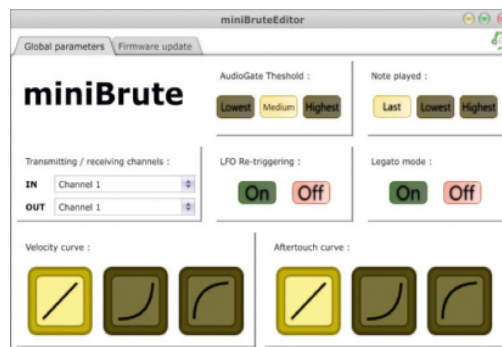 miniBruteEditor
Global parameters
Firmware update
miniBrute
AudioGate Theshold :
Lowest Medium Highest
Note played :
Last Lowest Highest
Transmitting / receiving channels :
IN Channel 1
OUT Channel 1
LFO Re-triggering :
On Off
Legato mode :
On Off
Velocity curve :
Aftertouch curve :